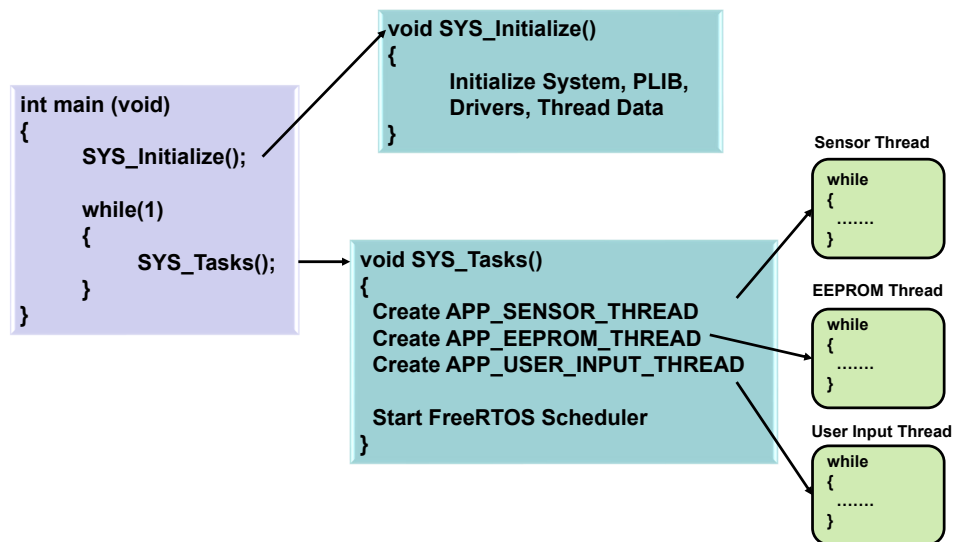 int main (void)
{
SYS_Initialize();
while(1)
{
SYS_Tasks();
}
}
void SYS_Initialize()
{
Initialize System, PLIB,
Drivers, Thread Data
}
void SYS_Tasks()
{
Create APP_SENSOR_THREAD
Create APP_EEPROM_THREAD
Create APP_USER_INPUT_THREAD
Start FreeRTOS Scheduler
}
Sensor Thread
while
{
.......
}
EEPROM Thread
while
{
.......
}
User Input Thread
while
{
.......
}